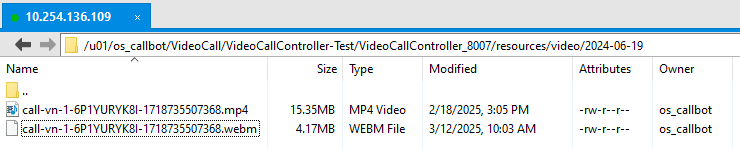 10.254.136.109 ×
/u01/os_callbot/VideoCall/VideoCallController-Test/VideoCallController_8007/resources/video/2024-06-19
Name Size Type Modified Attributes Owner
..
call-vn-1-6P1YURYK8I-1718735507368.mp4 15.35MB MP4 Video 2/18/2025, 3:05 PM -rw-r--r-- os_callbot
call-vn-1-6P1YURYK8I-1718735507368.webm 4.17MB WEBM File 3/12/2025, 10:03 AM -rw-r--r-- os_callbot